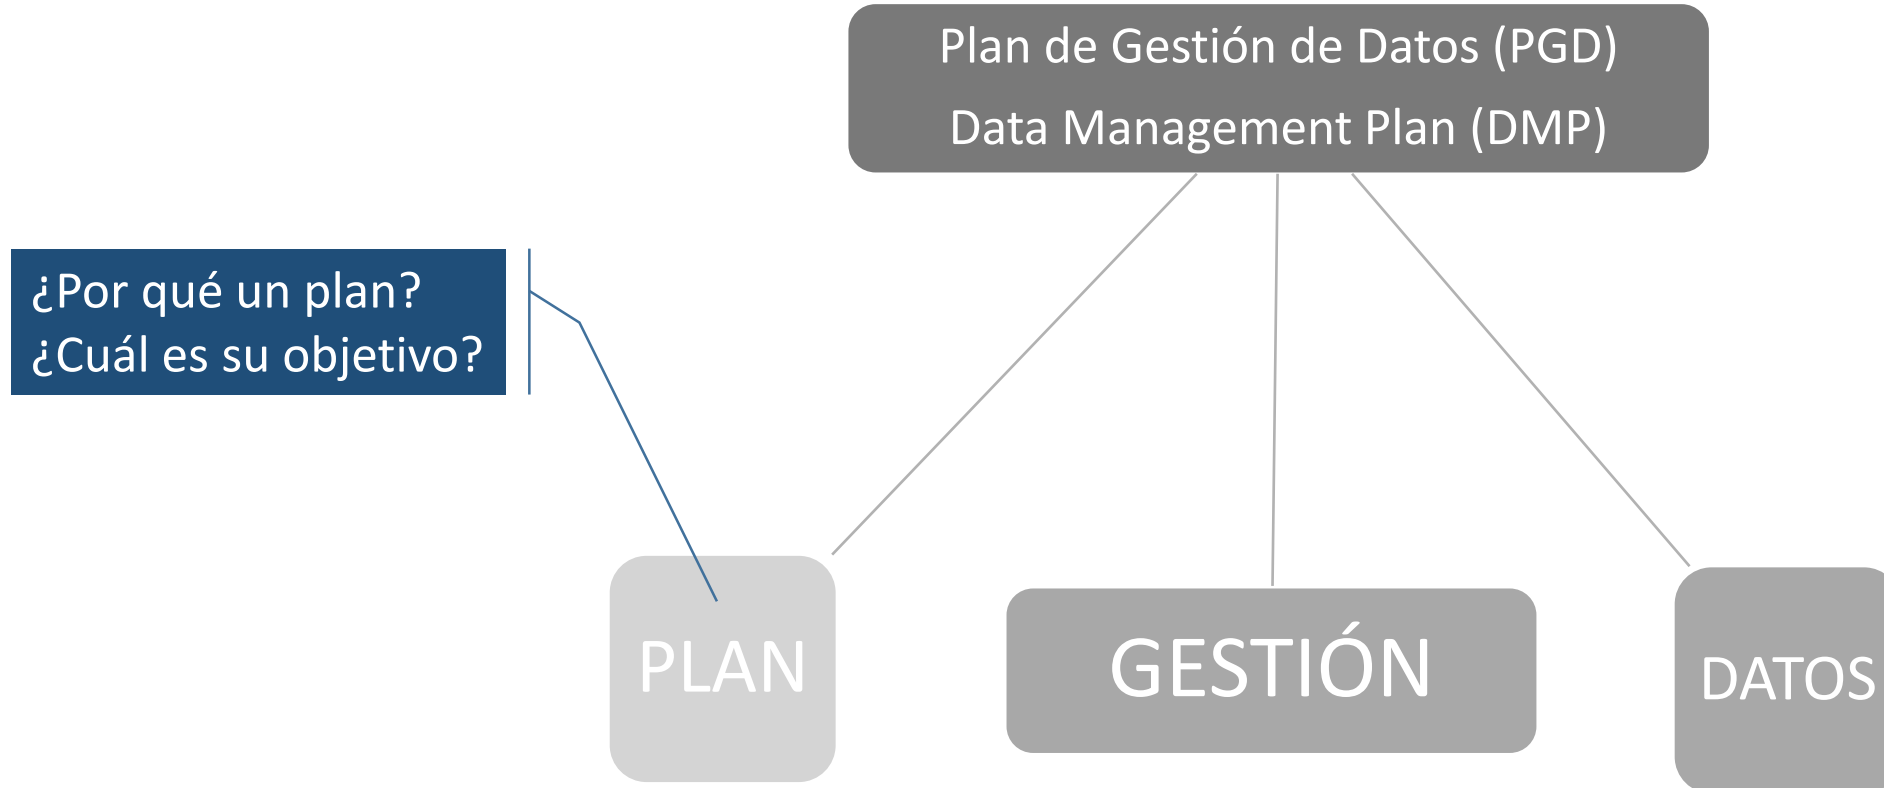 Plan de Gestión de Datos (PGD)
Data Management Plan (DMP)
¿Por qué un plan?
¿Cuál es su objetivo?
PLAN
GESTIÓN
DATOS